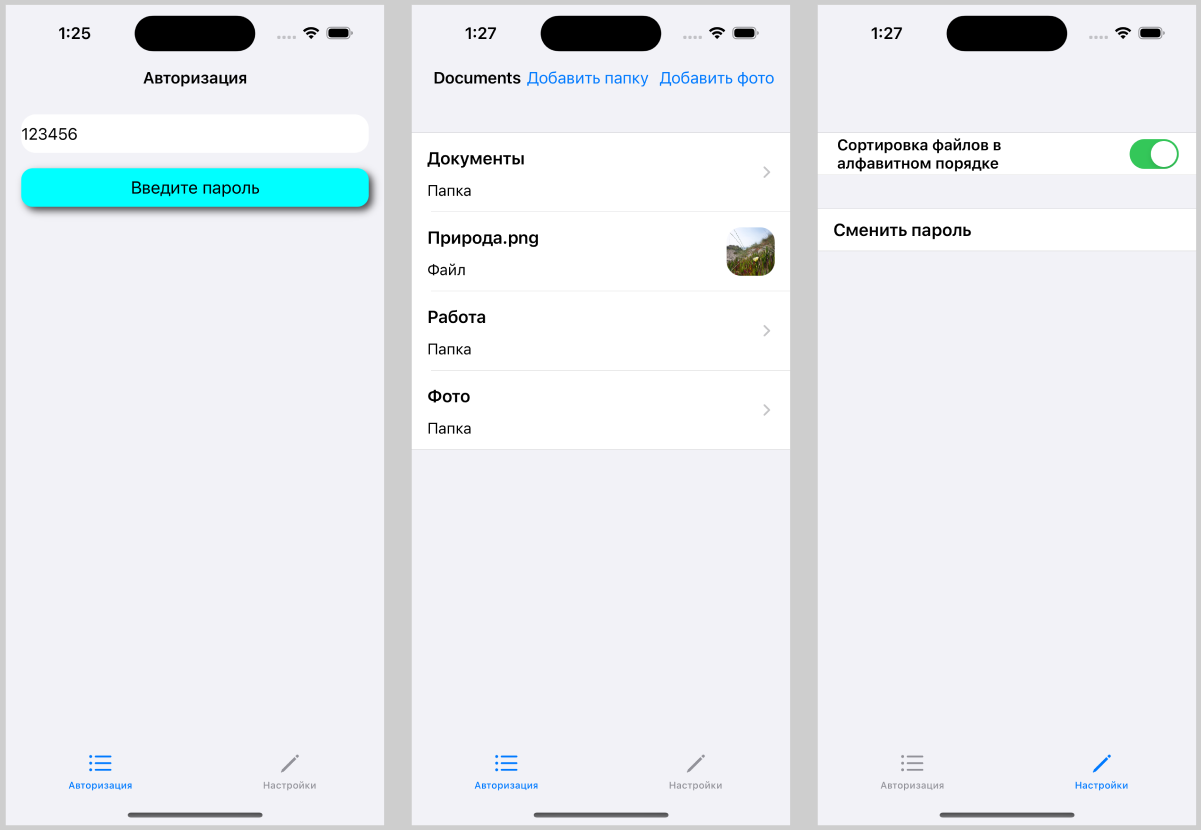 1:25
Авторизация
123456
Введите пароль
Авторизация
Настройки
1:27
Documents Добавить папку Добавить фото
Документы
Папка
Природа.png
Файл
Работа
Папка
Фото
Папка
Авторизация
Настройки
1:27
Сортировка файлов в
алфавитном порядке
Сменить пароль
Авторизация
Настройки